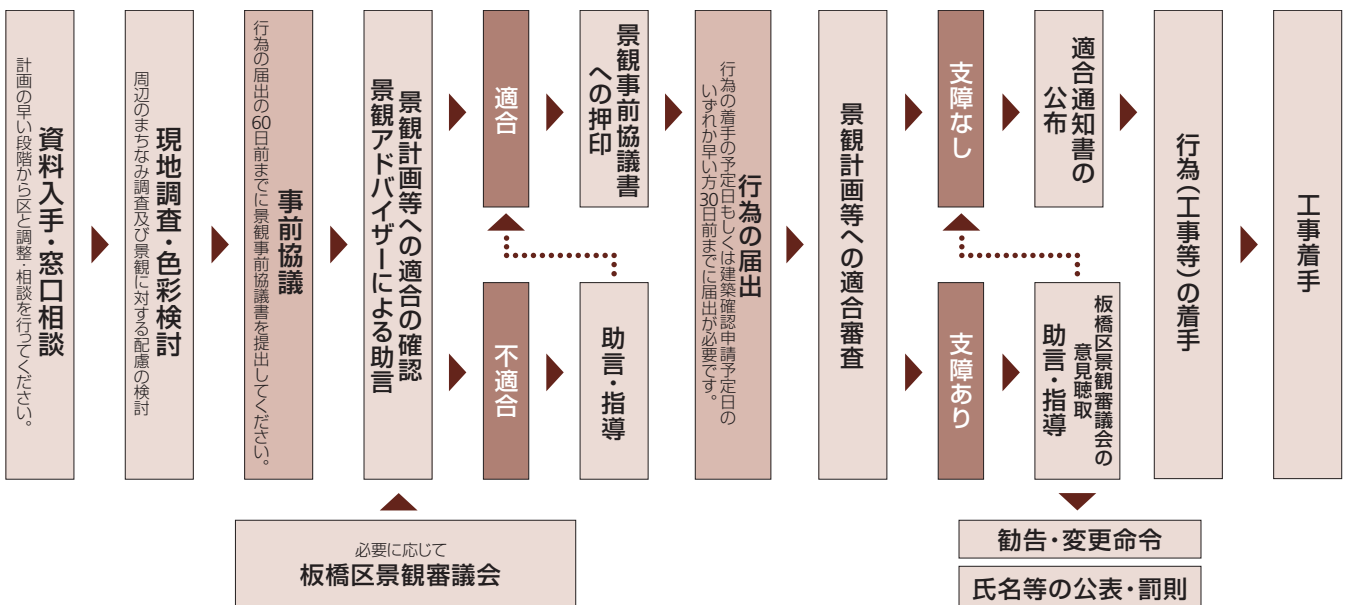 資料入手・窓口相談
計画の早い段階から区と調整・相談を行ってください。
現地調査・色彩検討
周辺のまちなみ調査及び景観に対する配慮の検討
事前協議
行為の届出の60日前までに景観事前協議書を提出してください。
景観計画等への適合の確認
景観アドバイザーによる助言
必要に応じて
板橋区景観審議会
適合
景観事前協議書
への押印
不適合
助言・指導
行為の届出
行為の着手の予定日もしくは建築確認申請予定日の
いずれか早い方30日前までに届出が必要です。
景観計画等への適合審査
支障なし
適合通知書の
公布
支障あり
板橋区景観審議会の
意見聴取
助言・指導
勧告・変更命令
氏名等の公表・罰則
行為(工事等)の着手
工事着手